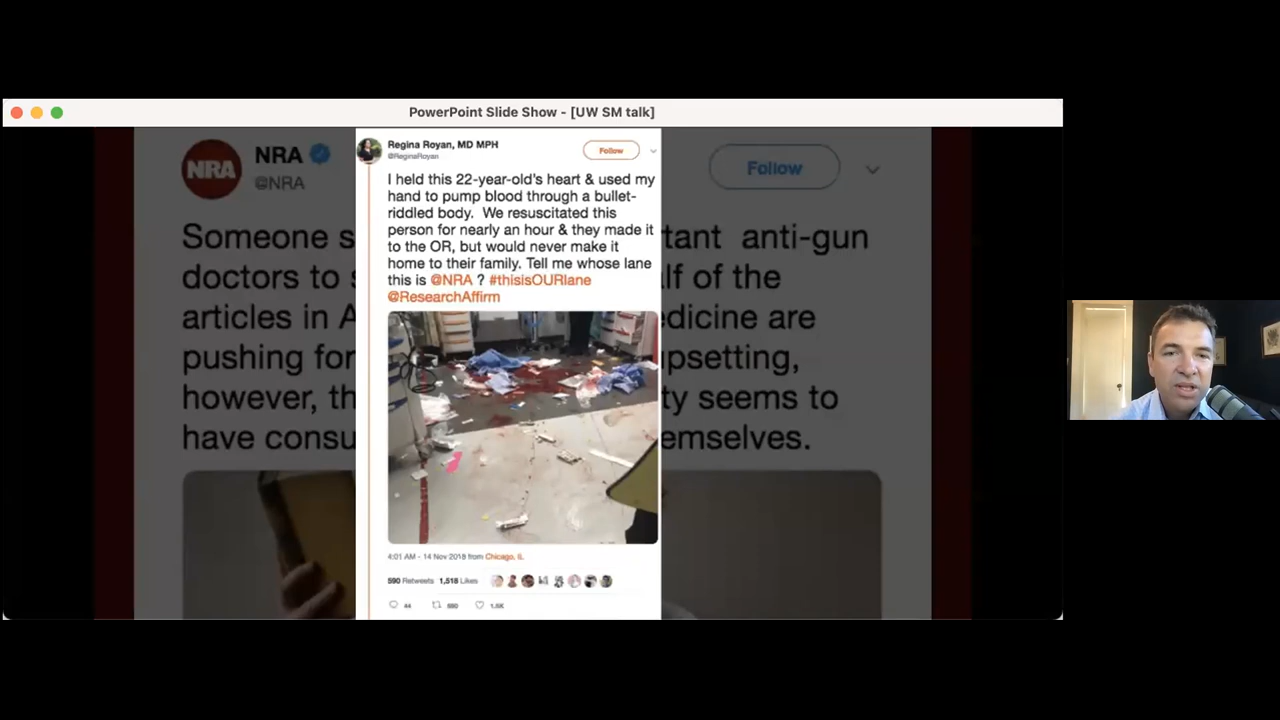 PowerPoint Slide Show - [UW SM talk]
NRA
NRA
@NRA
Follow
Someone s
tant anti-gun
doctors to s
lf of the
articles in A
edicine are
pushing for
upsetting,
however, th
ty seems to
have consu
emselves.
Regina Royan, MD MPH
@ReginaRoyan
Follow
I held this 22-year-old's heart & used my
hand to pump blood through a bullet-
riddled body. We resuscitated this
person for nearly an hour & they made it
to the OR, but would never make it
home to their family. Tell me whose lane
this is @NRA ? #thisisOURlane
@ResearchAffirm
4:01 AM - 14 Nov 2018 from Chicago, IL
590 Retweets 1,518 Likes
44 590 1.5K